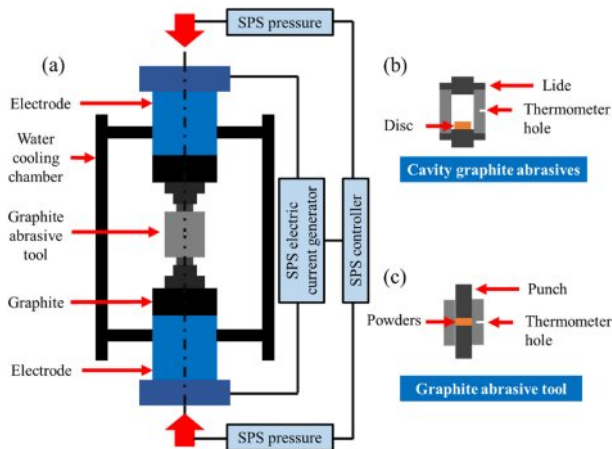 SPS pressure
(a)
Electrode
Water
cooling
chamber
Graphite
abrasive
tool
Graphite
Electrode
SPS electric
current generator
SPS controller
SPS pressure
(b)
Lide
Thermometer
hole
Disc
Cavity graphite abrasives
(c)
Punch
Powders
Thermometer
hole
Graphite abrasive tool